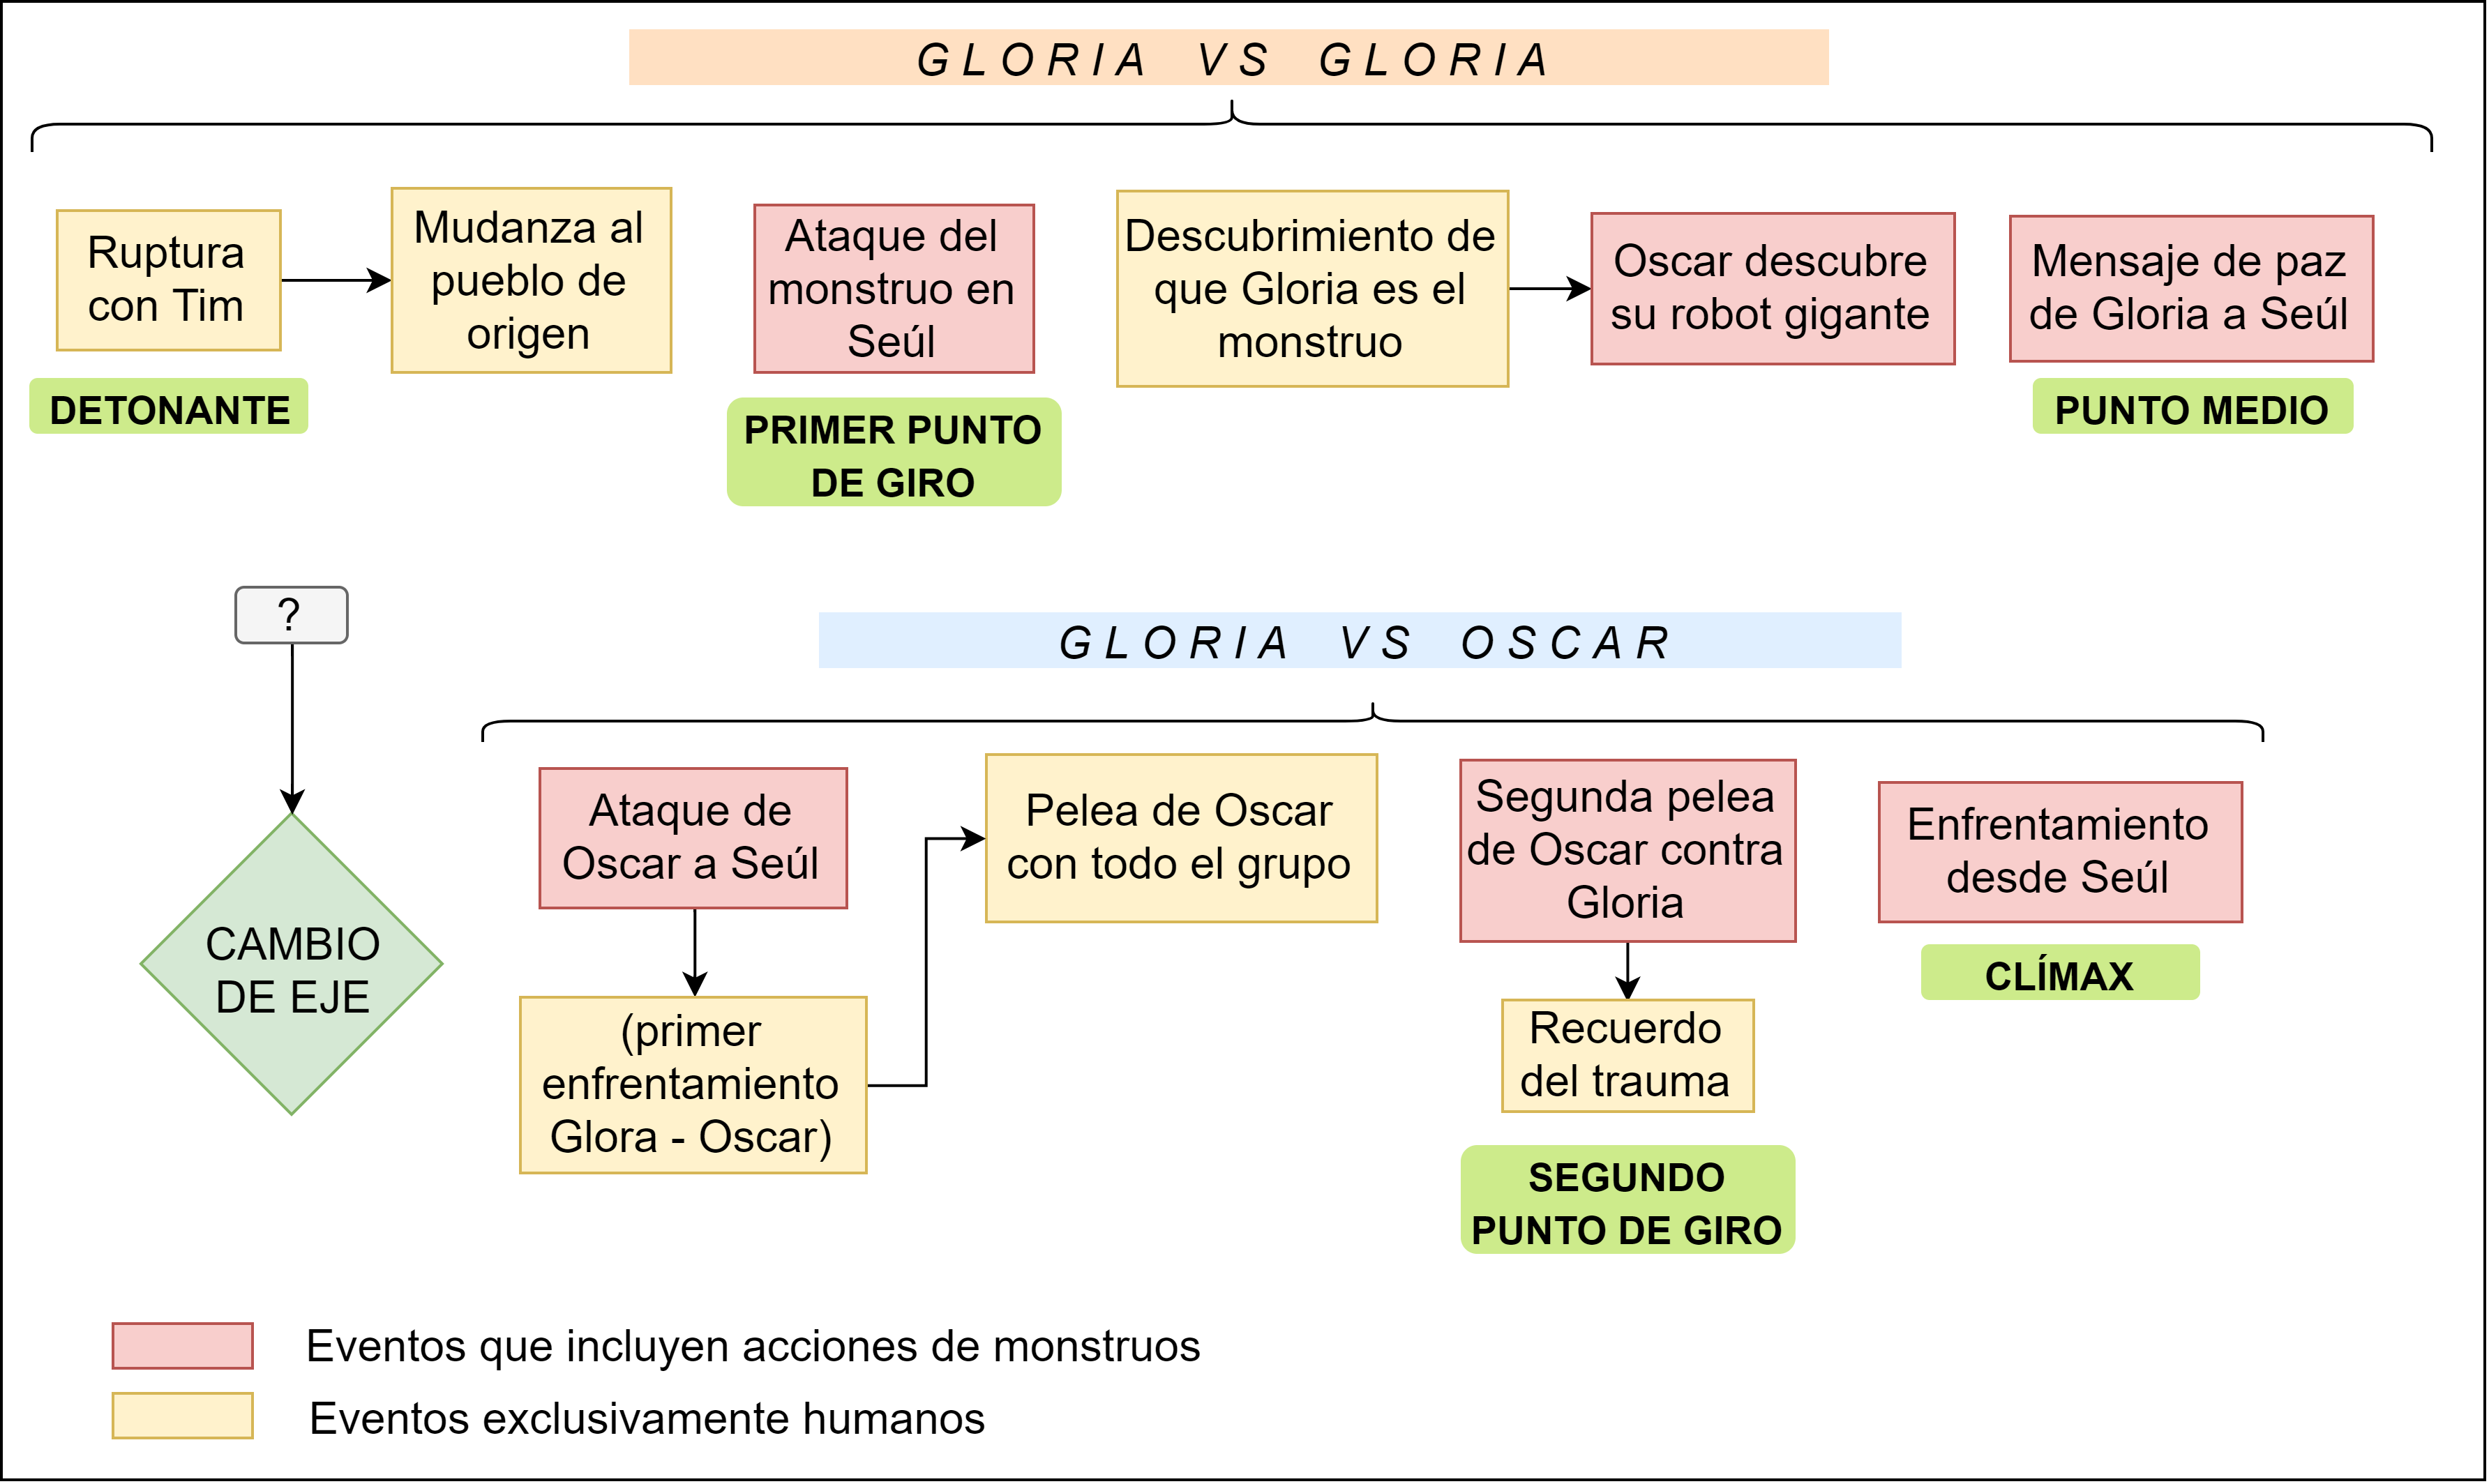 GLORIA VS GLORIA
Ruptura
con Tim
DETONANTE
Mudanza al
pueblo de
origen
Ataque del
monstruo en
Seúl
PRIMER PUNTO
DE GIRO
Descubrimiento de
que Gloria es el
monstruo
Oscar descubre
su robot gigante
Mensaje de paz
de Gloria a Seúl
PUNTO MEDIO
?
CAMBIO
DE EJE
GLORIA VS OSCAR
Ataque de
Oscar a Seúl
(primer
enfrentamiento
Glora - Oscar)
Pelea de Oscar
con todo el grupo
Segunda pelea
de Oscar contra
Gloria
Recuerdo
del trauma
SEGUNDO
PUNTO DE GIRO
Enfrentamiento
desde Seúl
CLÍMAX
Eventos que incluyen acciones de monstruos
Eventos exclusivamente humanos